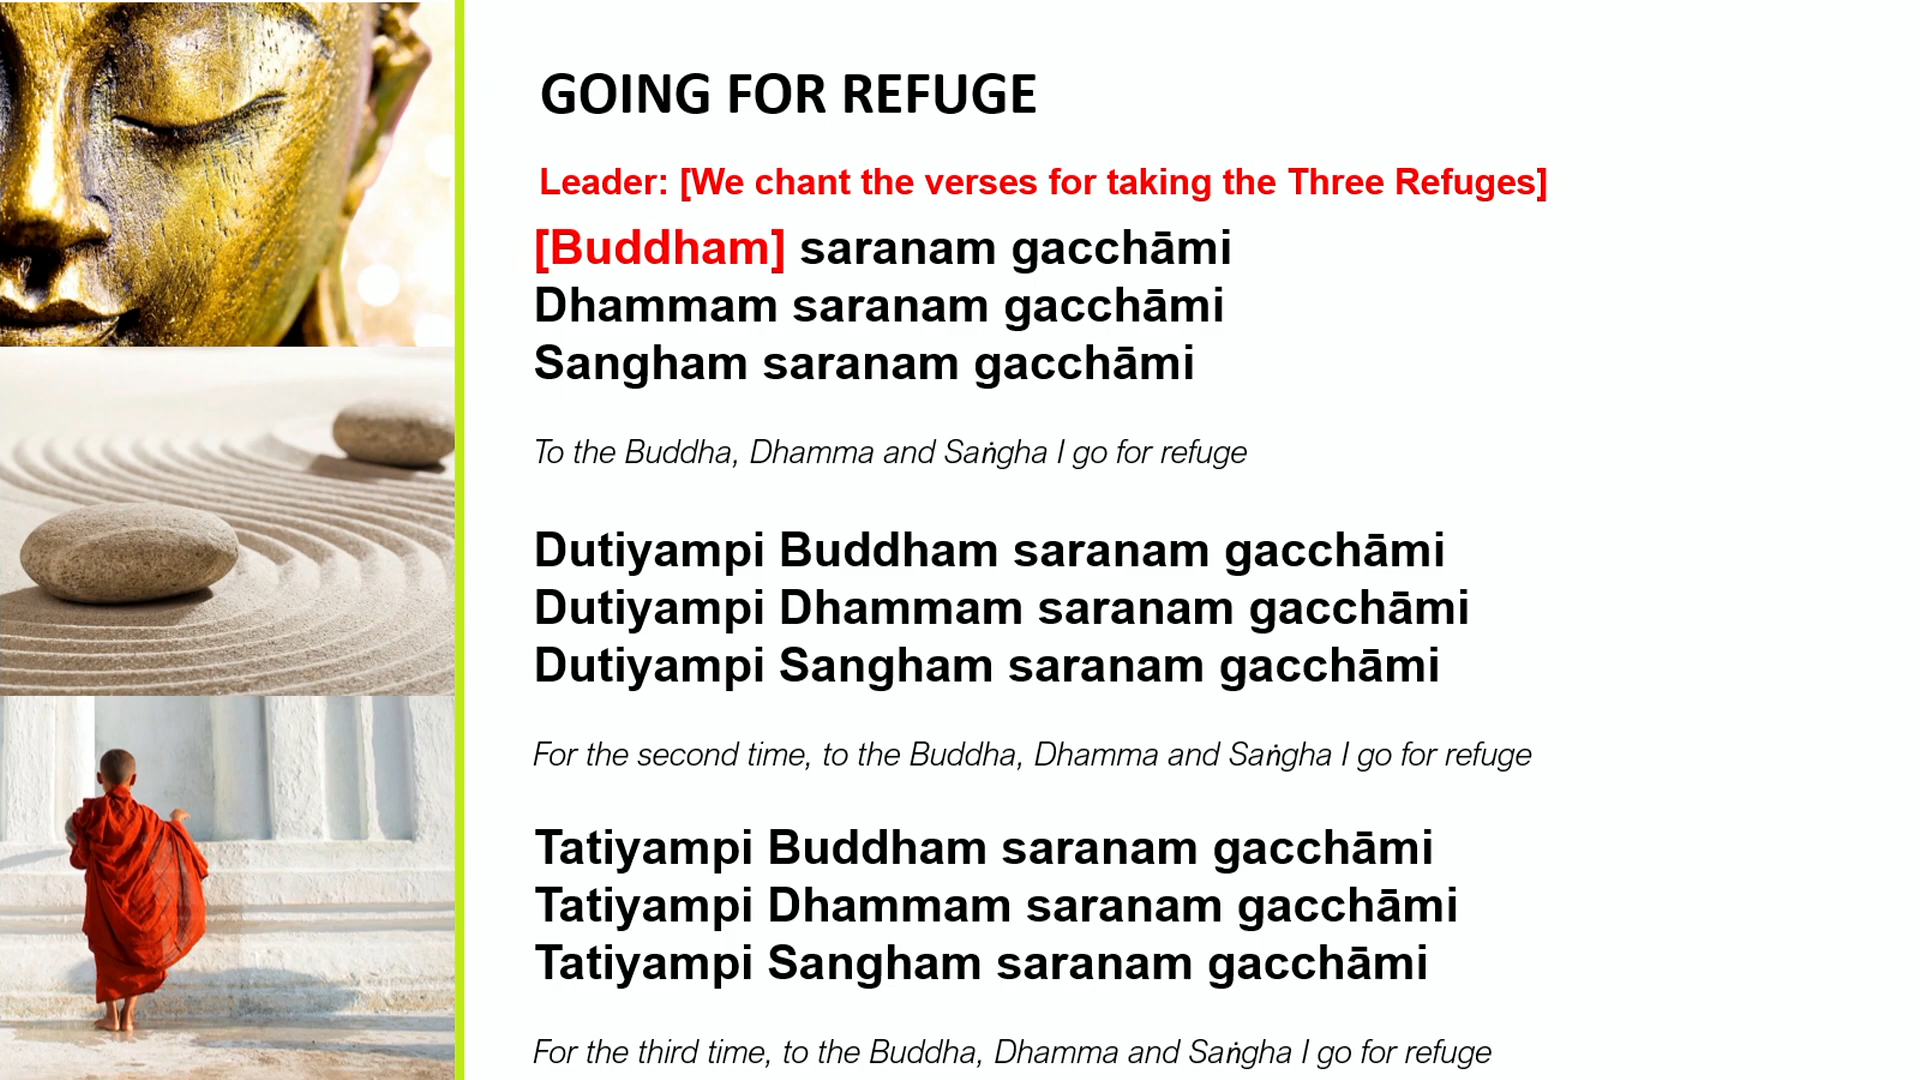 GOING FOR REFUGE
Leader: [We chant the verses for taking the Three Refuges]
[Buddham] saranam gacchāmi
Dhammam saranam gacchāmi
Sangham saranam gacchāmi
To the Buddha, Dhamma and Saṅgha I go for refuge
Dutiyampi Buddham saranam gacchāmi
Dutiyampi Dhammam saranam gacchāmi
Dutiyampi Sangham saranam gacchāmi
For the second time, to the Buddha, Dhamma and Saṅgha I go for refuge
Tatiyampi Buddham saranam gacchāmi
Tatiyampi Dhammam saranam gacchāmi
Tatiyampi Sangham saranam gacchāmi
For the third time, to the Buddha, Dhamma and Saṅgha I go for refuge